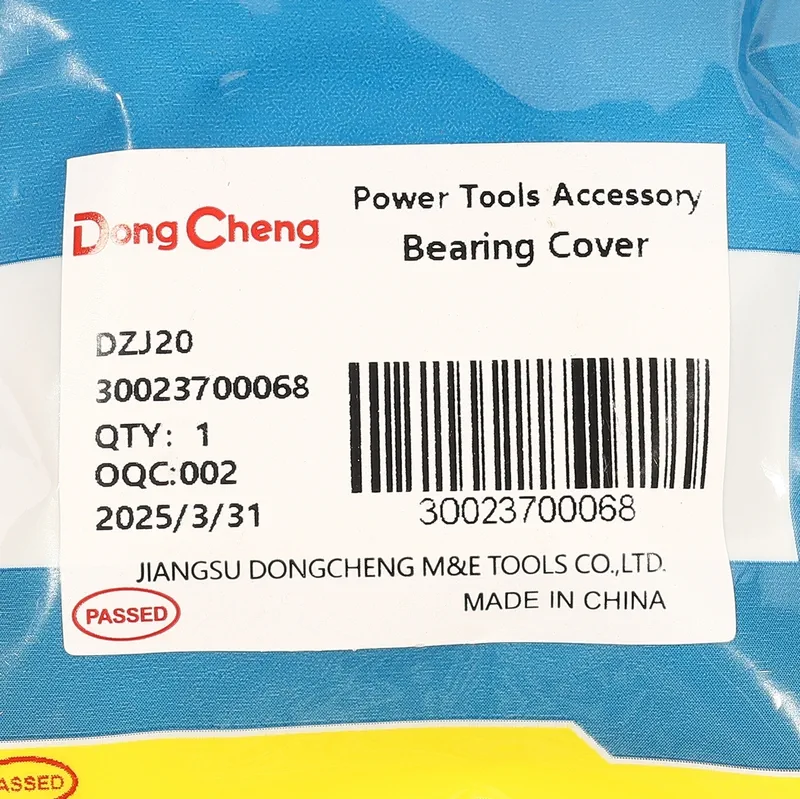 Dong Cheng
Power Tools Accessory
Bearing Cover
DZJ20
30023700068
QTY: 1
OQC:002
2025/3/31
30023700068
JIANGSU DONGCHENG M&E TOOLS CO.,LTD.
MADE IN CHINA
PASSED